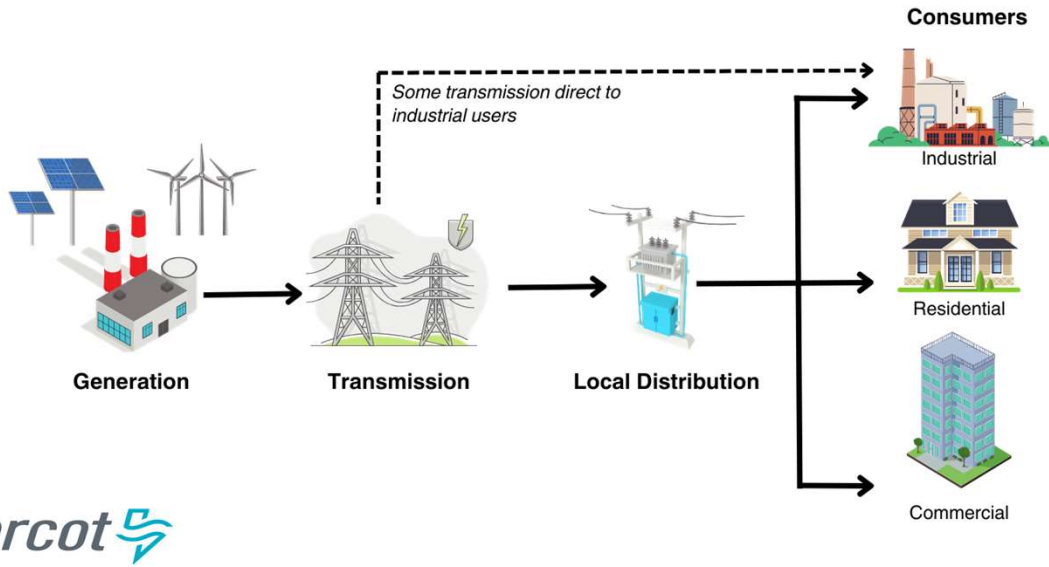 Consumers
Some transmission direct to
industrial users
Industrial
Residential
Generation
Transmission
Local Distribution
Commercial
rcot